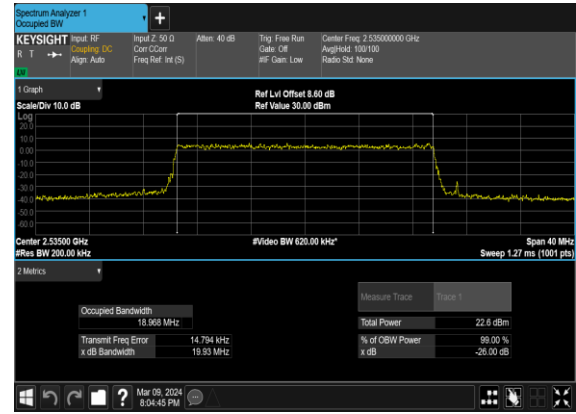 Spectrum Analyzer 1
Occupied BW
KEYSIGHT Input: RF Input Z: 50 Ω Atten: 40 dB Trig: Free Run Center Freq: 2.535000000 GHz
R T Coupling: DC Corr CCorr Gate: Off Avg|Hold: 100/100
Align: Auto Freq Ref: Int (S) #IF Gain: Low Radio Std: None
1 Graph
Scale/Div 10.0 dB Ref Lvl Offset 8.60 dB
Ref Value 30.00 dBm
Log
20.0
10.0
0.00
-10.0
-20.0
-30.0
-40.0
-50.0
-60.0
Center 2.53500 GHz #Video BW 620.00 kHz* Span 40 MHz
#Res BW 200.00 kHz Sweep 1.27 ms (1001 pts)
2 Metrics
Measure Trace Trace 1
Occupied Bandwidth
18.968 MHz Total Power 22.6 dBm
Transmit Freq Error 14.794 kHz % of OBW Power 99.00 %
x dB Bandwidth 19.93 MHz x dB -26.00 dB
? Mar 09, 2024
8:04:45 PM